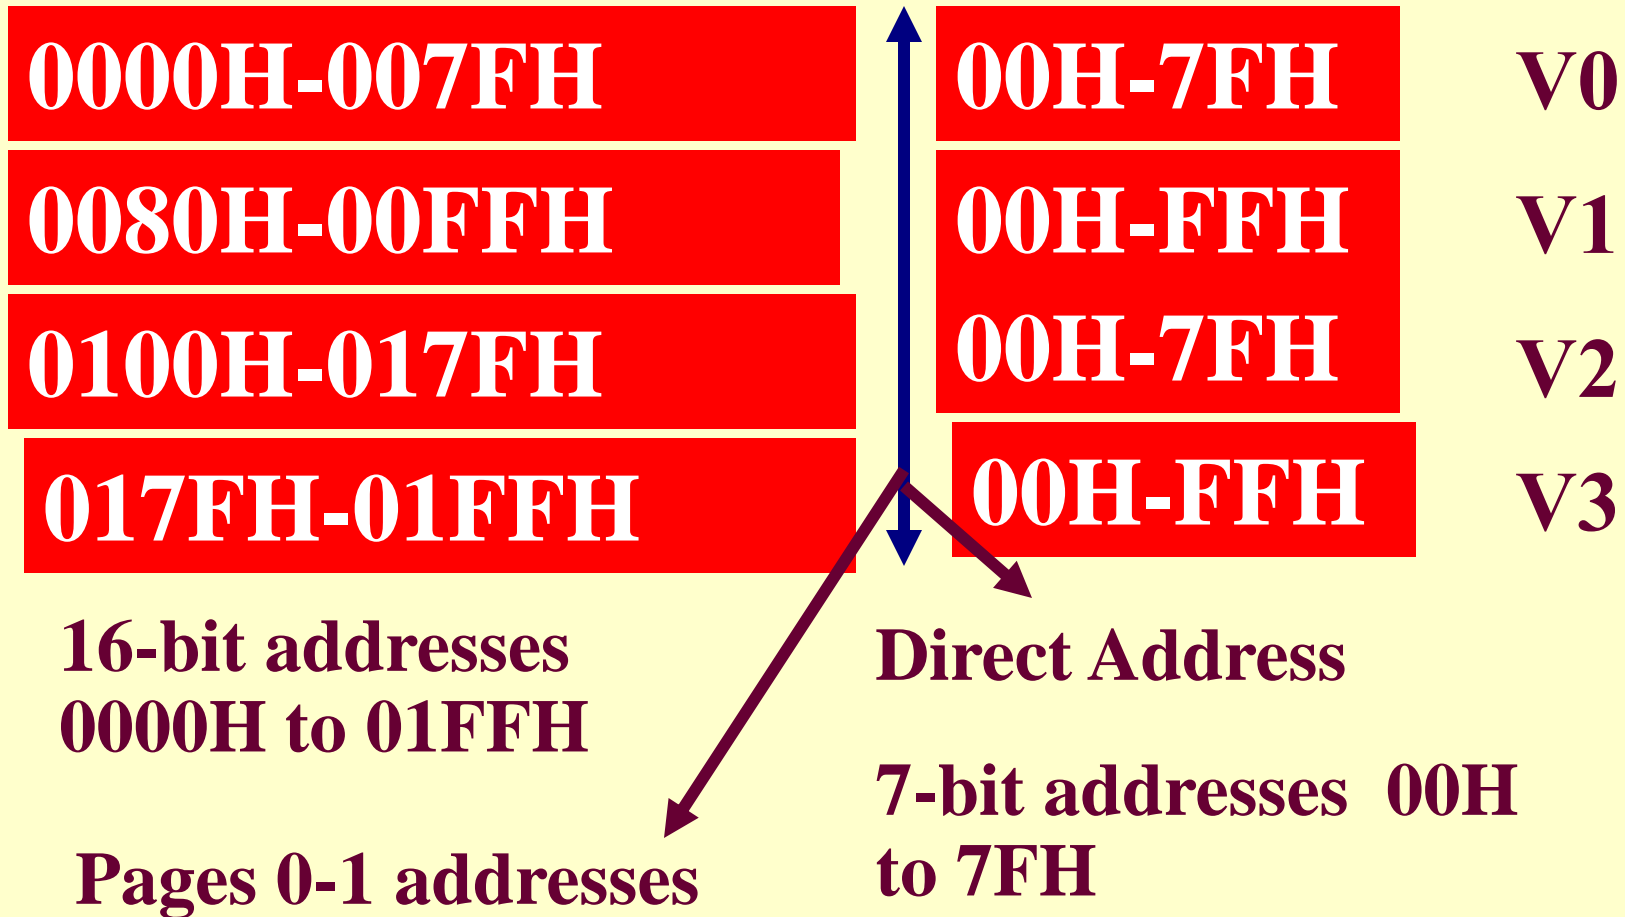 0000H-007FH 00H-7FH V0
0080H-00FFH 00H-FFH V1
0100H-017FH 00H-7FH V2
017FH-01FFH 00H-FFH V3
16-bit addresses
0000H to 01FFH
Pages 0-1 addresses
Direct Address
7-bit addresses 00H
to 7FH